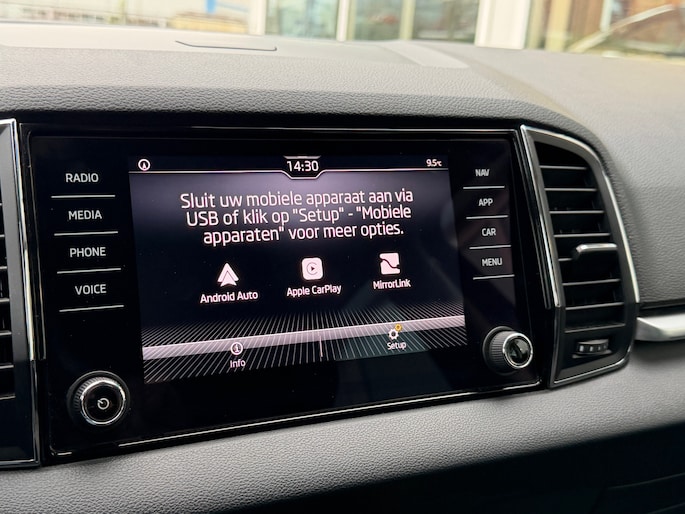 14:30
9.5°C
RADIO
MEDIA
PHONE
VOICE
Sluit uw mobiele apparaat aan via
USB of klik op "Setup" - "Mobiele
apparaten" voor meer opties.
Android Auto
Apple CarPlay
MirrorLink
Info
Setup
NAV
APP
CAR
MENU